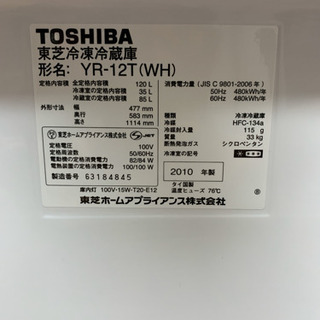 TOSHIBA
東芝冷凍冷蔵庫
形名: YR-12T(WH)
定格内容積 全定格内容積 120 L
冷凍室の定格内容積 35 L
冷蔵室の定格内容積 85 L
外形寸法 幅 477 mm
奥行 583 mm
高さ 1114 mm
東芝ホームアプライアンス株式会社
定格電圧 100V
定格周波数 50/60Hz
電動機の定格消費電力 82/84 W
電熱装置の定格消費電力 100/100 W
製造番号 63184845
庫内灯 100V-15W-T20-E12
消費電力量 (JIS C 9801-2006年)
50Hz 480kWh/年
60Hz 480kWh/年
種類 冷凍冷蔵庫
冷媒 HFC-134a
冷媒封入量 115 g
質量 33 kg
断熱発泡ガス シクロペンタン
冷凍室の記号
2010 年製
タイ国製
温度ヒューズ 76℃
東芝ホームアプライアンス株式会社